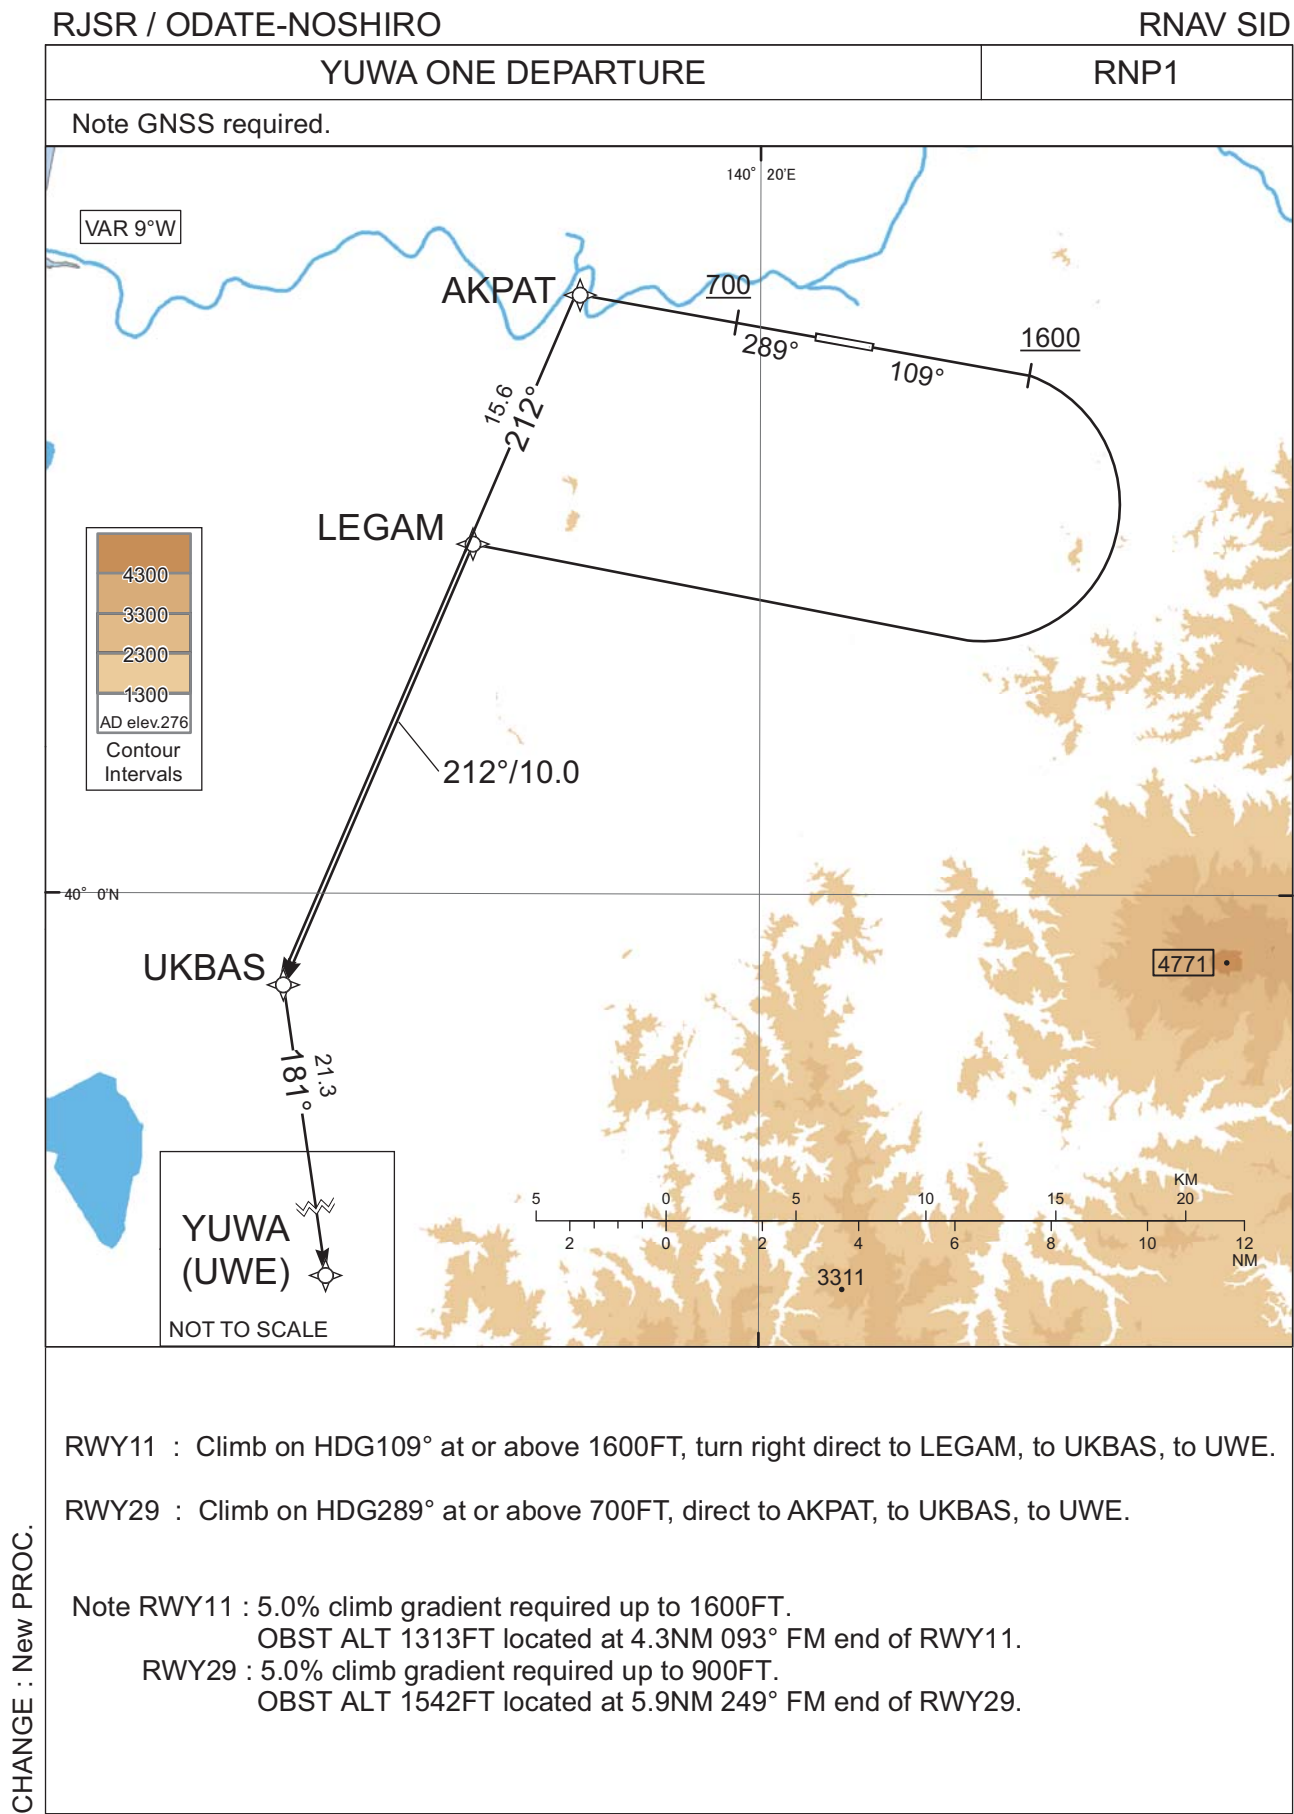 RJSR / ODATE-NOSHIRO
RNAV SID
YUWA ONE DEPARTURE
RNP1
Note GNSS required.
140° 20'E
VAR 9°W
AKPAT
700
289°
109°
1600
15.6
212°
LEGAM
4300
3300
2300
1300
AD elev.276
Contour
Intervals
212°/10.0
40° 0'N
UKBAS
4771
181°
21.3
YUWA
(UWE)
NOT TO SCALE
KM
5 0 5 10 15 20
2 0 2 4 6 8 10 12
NM
3311
RWY11 : Climb on HDG109° at or above 1600FT, turn right direct to LEGAM, to UKBAS, to UWE.
RWY29 : Climb on HDG289° at or above 700FT, direct to AKPAT, to UKBAS, to UWE.
Note RWY11 : 5.0% climb gradient required up to 1600FT.
OBST ALT 1313FT located at 4.3NM 093° FM end of RWY11.
RWY29 : 5.0% climb gradient required up to 900FT.
OBST ALT 1542FT located at 5.9NM 249° FM end of RWY29.
CHANGE : New PROC.